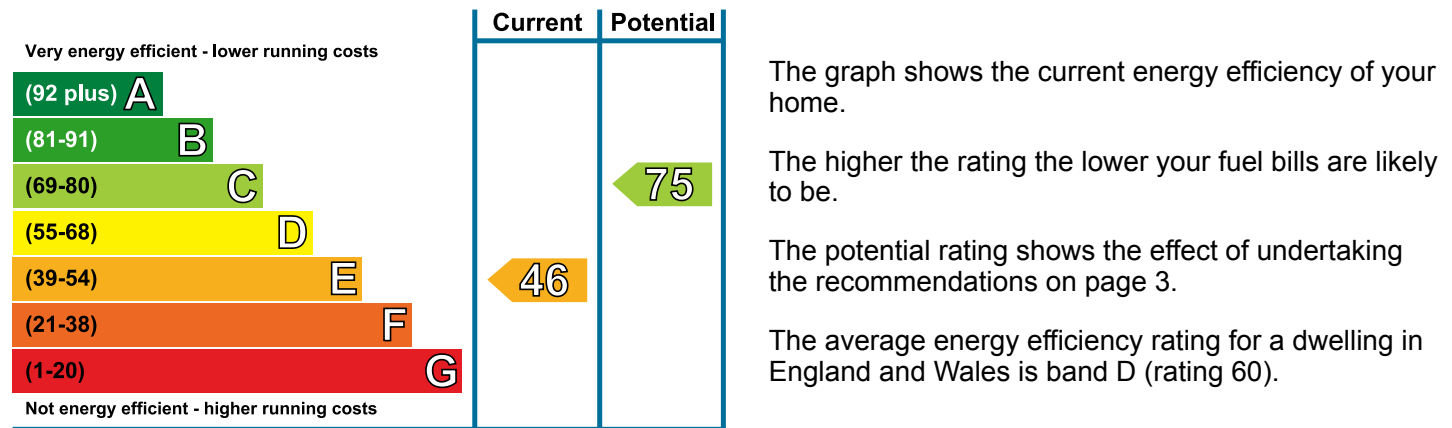 Current Potential
Very energy efficient - lower running costs
(92 plus) A
(81-91) B
(69-80) C
75
(55-68) D
(39-54) E
46
(21-38) F
(1-20) G
Not energy efficient - higher running costs
The graph shows the current energy efficiency of your
home.
The higher the rating the lower your fuel bills are likely
to be.
The potential rating shows the effect of undertaking
the recommendations on page 3.
The average energy efficiency rating for a dwelling in
England and Wales is band D (rating 60).